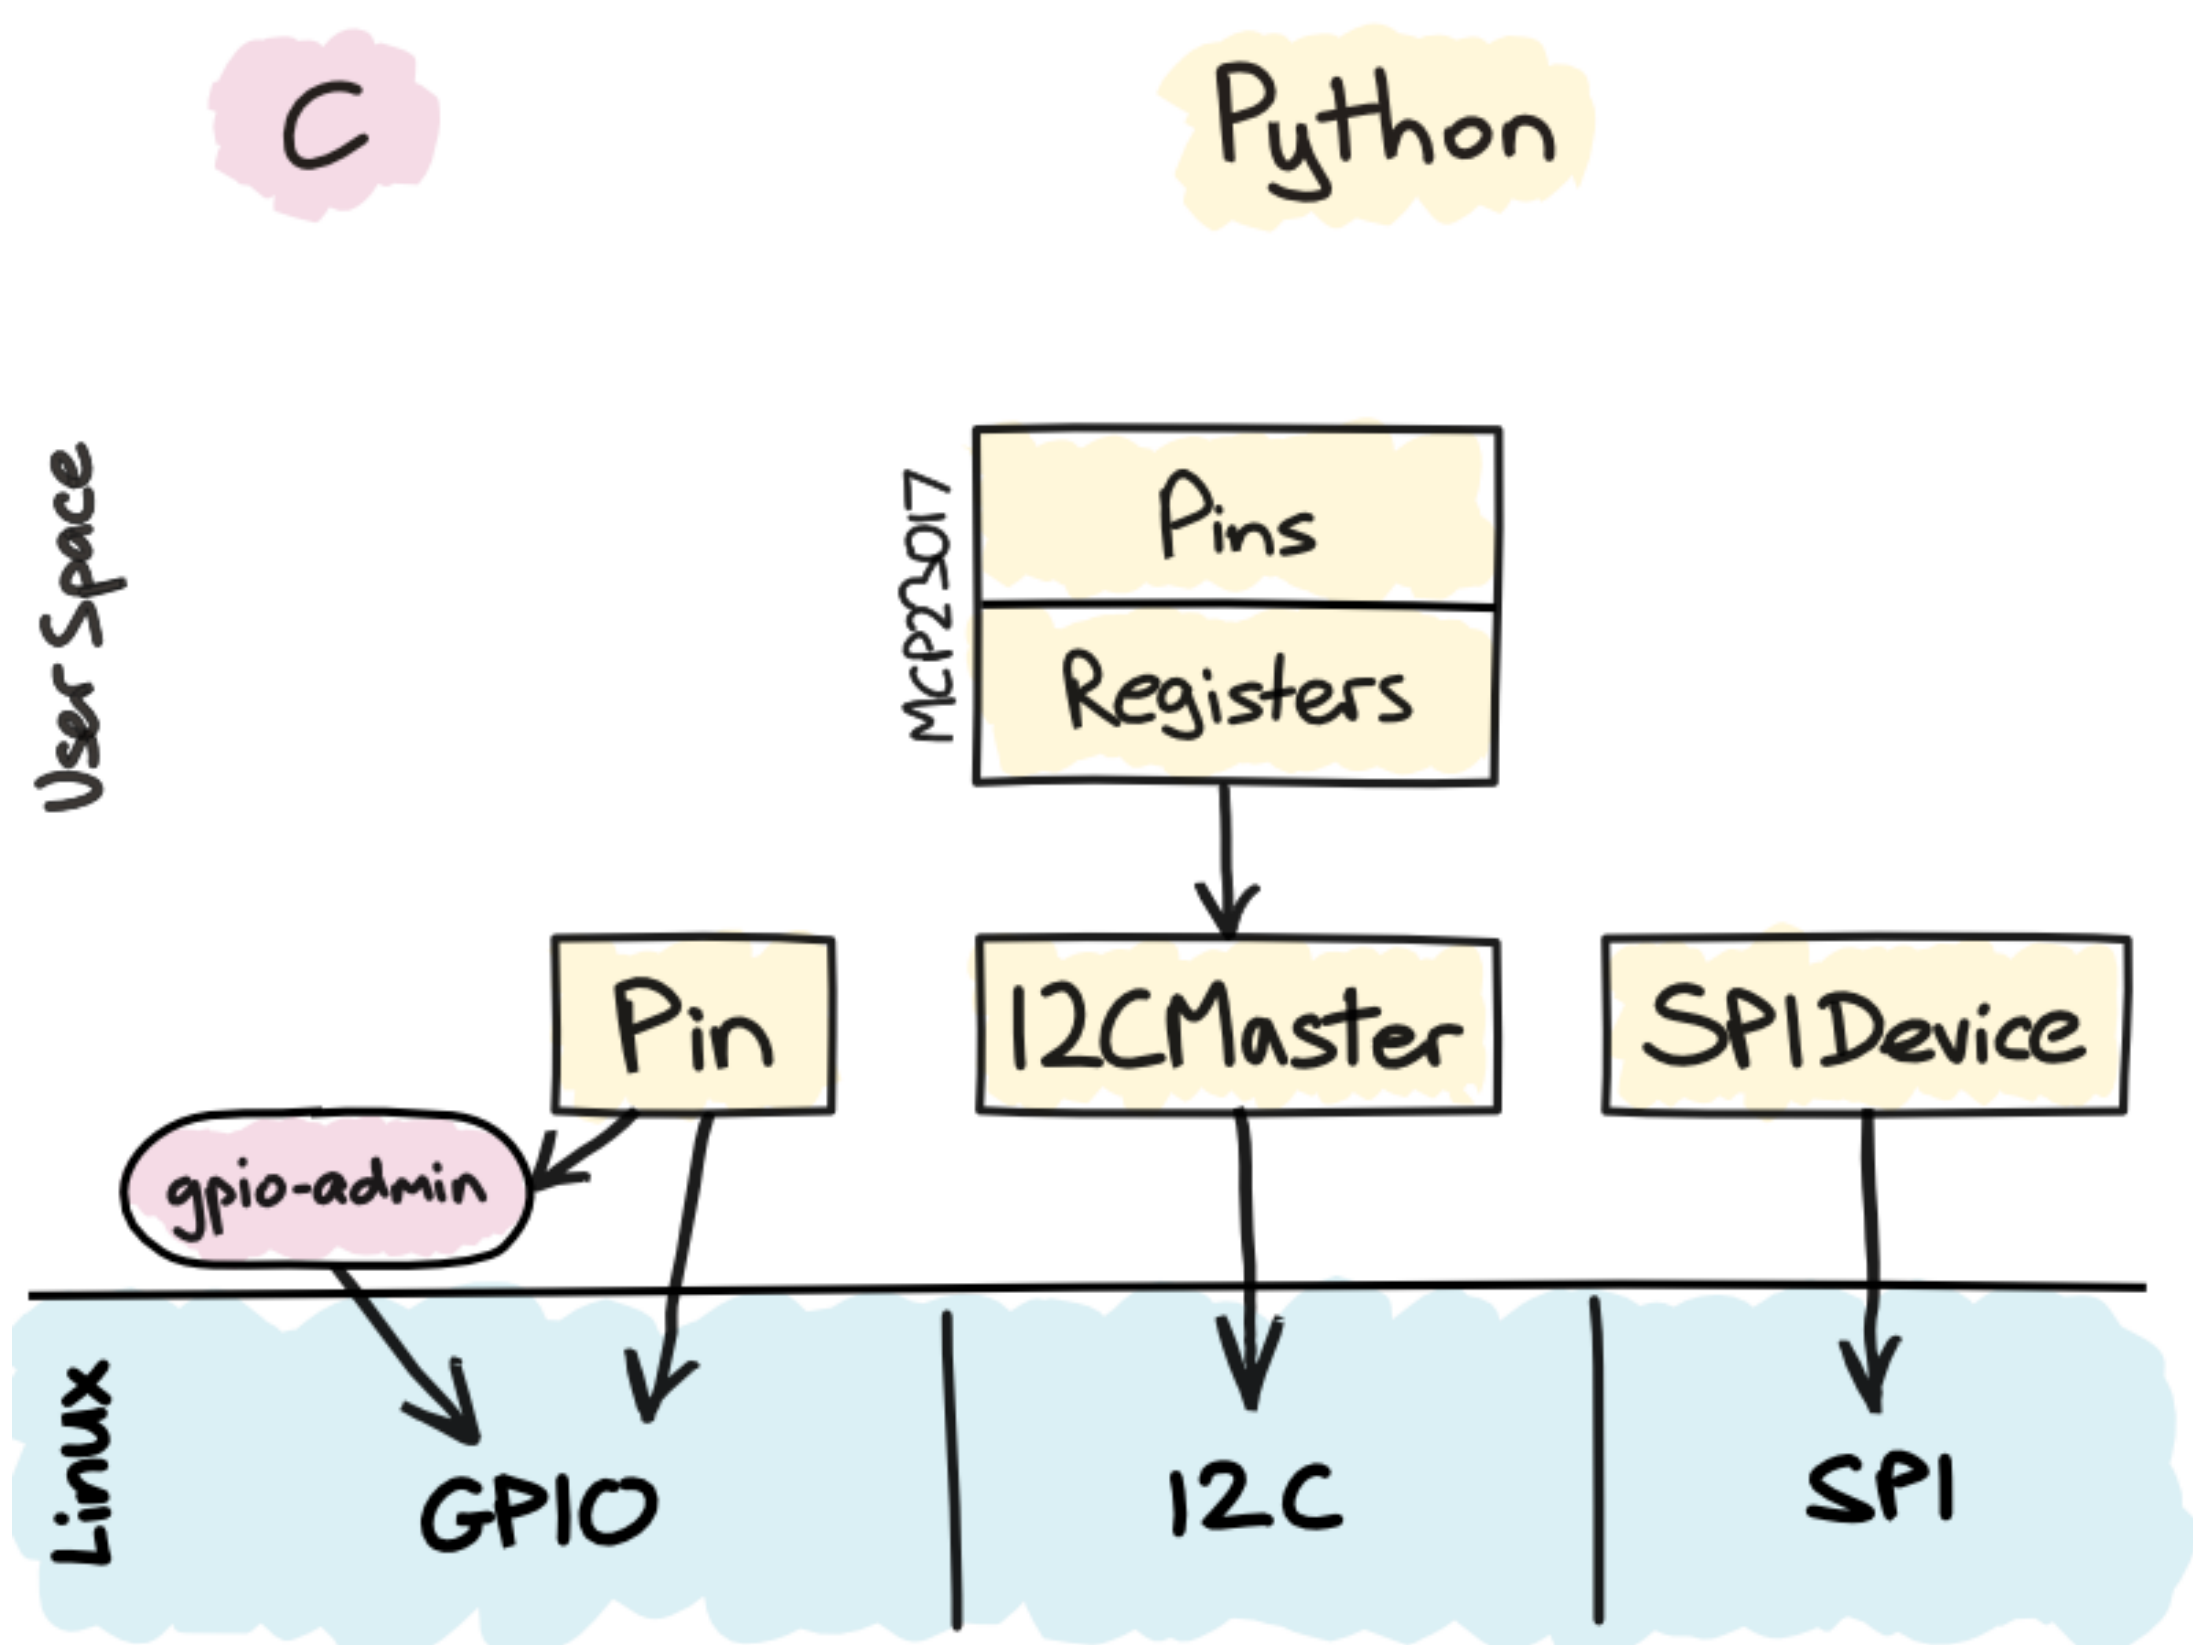 C
Python
User Space
MCP23017
Pins
Registers
Pin
I2CMaster
SPIDevice
gpio-admin
Linux
GPIO
I2C
SPI